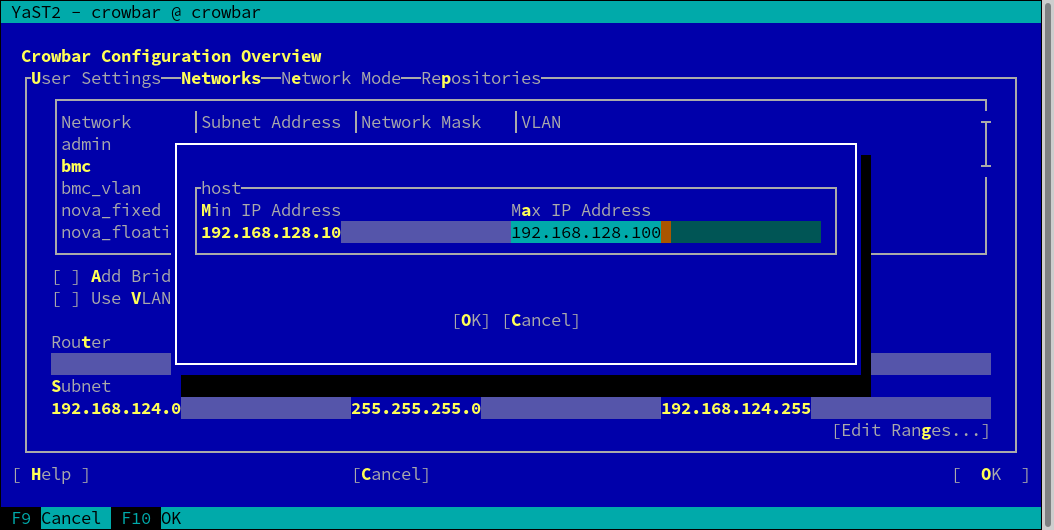 YaST2 - crowbar @ crowbar
Crowbar Configuration Overview
User Settings Networks Network Mode Repositories
Network Subnet Address Network Mask VLAN
admin
bmc
bmc_vlan
host
nova_fixed Min IP Address Max IP Address
nova_floati 192.168.128.10 192.168.128.100
[ ] Add Brid
[ ] Use VLAN
[OK] [Cancel]
Router
Subnet
192.168.124.0 255.255.255.0 192.168.124.255
[Edit Ranges...]
[ Help ] [Cancel] [ OK ]
F9 Cancel F10 OK